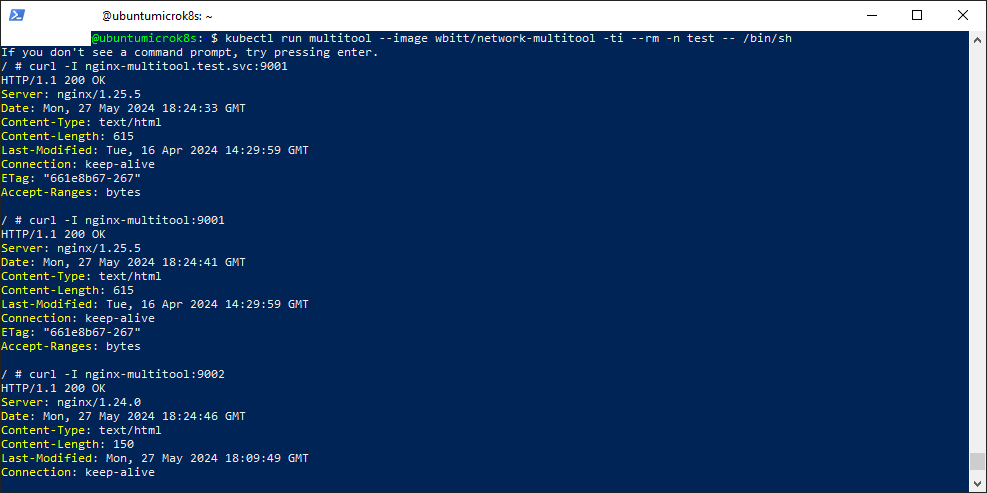 @ubuntumicrok8s: ~
@ubuntumicrok8s: $ kubectl run multitool --image wbitt/network-multitool -ti --rm -n test -- /bin/sh
If you don't see a command prompt, try pressing enter.
/ # curl -I nginx-multitool.test.svc:9001
HTTP/1.1 200 OK
Server: nginx/1.25.5
Date: Mon, 27 May 2024 18:24:33 GMT
Content-Type: text/html
Content-Length: 615
Last-Modified: Tue, 16 Apr 2024 14:29:59 GMT
Connection: keep-alive
ETag: "661e8b67-267"
Accept-Ranges: bytes

/ # curl -I nginx-multitool:9001
HTTP/1.1 200 OK
Server: nginx/1.25.5
Date: Mon, 27 May 2024 18:24:41 GMT
Content-Type: text/html
Content-Length: 615
Last-Modified: Tue, 16 Apr 2024 14:29:59 GMT
Connection: keep-alive
ETag: "661e8b67-267"
Accept-Ranges: bytes

/ # curl -I nginx-multitool:9002
HTTP/1.1 200 OK
Server: nginx/1.24.0
Date: Mon, 27 May 2024 18:24:46 GMT
Content-Type: text/html
Content-Length: 150
Last-Modified: Mon, 27 May 2024 18:09:49 GMT
Connection: keep-alive